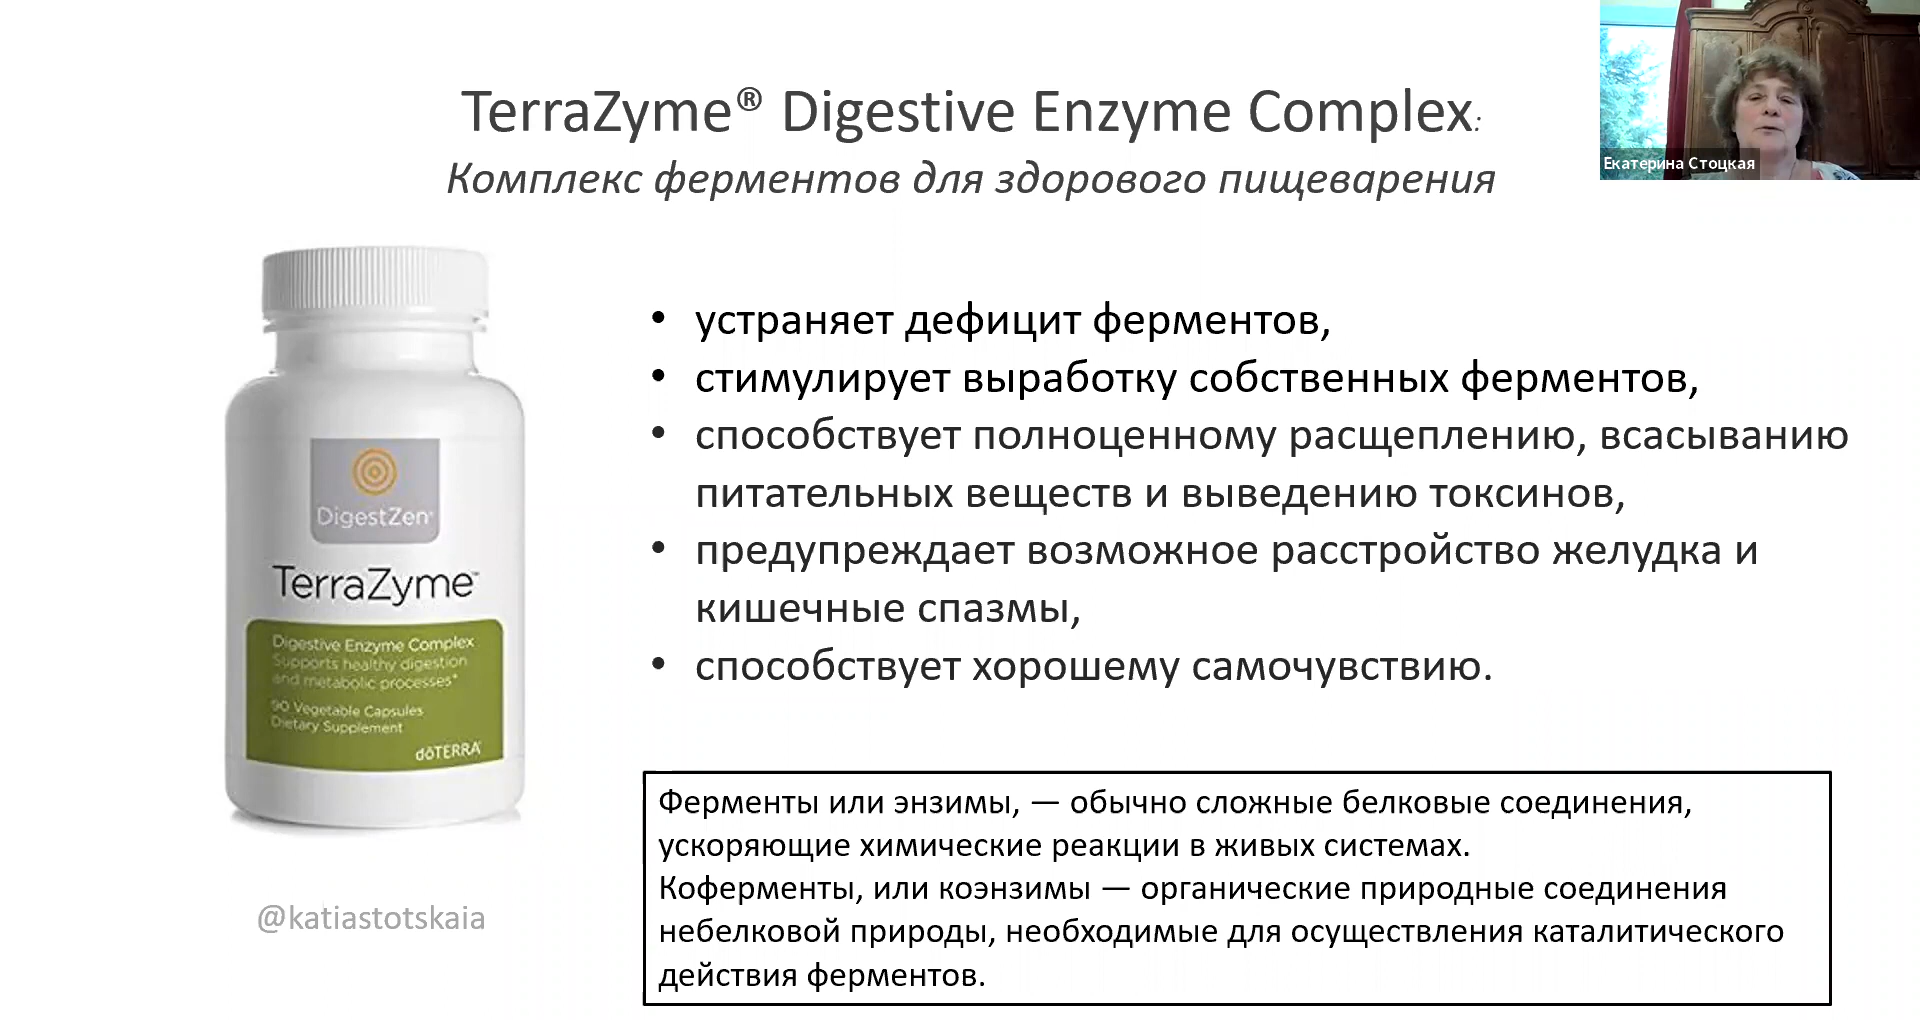 TerraZyme® Digestive Enzyme Complex:
Комплекс ферментов для здорового пищеварения
Екатерина Стоцкая
• устраняет дефицит ферментов,
• стимулирует выработку собственных ферментов,
• способствует полноценному расщеплению, всасыванию
питательных веществ и выведению токсинов,
• предупреждает возможное расстройство желудка и
кишечные спазмы,
• способствует хорошему самочувствию.
DigestZen®
TerraZyme™
Digestive Enzyme Complex
Supports healthy digestion
and metabolic processes*
90 Vegetable Capsules
Dietary Supplement
dōTERRA®
@katiastotskaia
Ферменты или энзимы, — обычно сложные белковые соединения,
ускоряющие химические реакции в живых системах.
Коферменты, или коэнзимы — органические природные соединения
небелковой природы, необходимые для осуществления каталитического
действия ферментов.